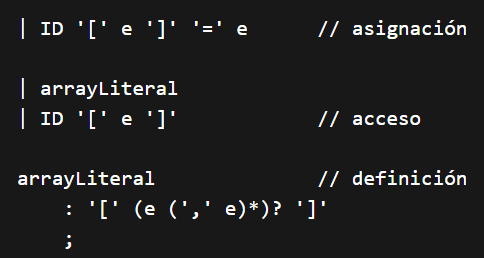 | ID '[' e ']' '=' e // asignación
| arrayLiteral
| ID '[' e ']' // acceso
arrayLiteral // definición
: '[' (e (',' e)*)? ']'
;